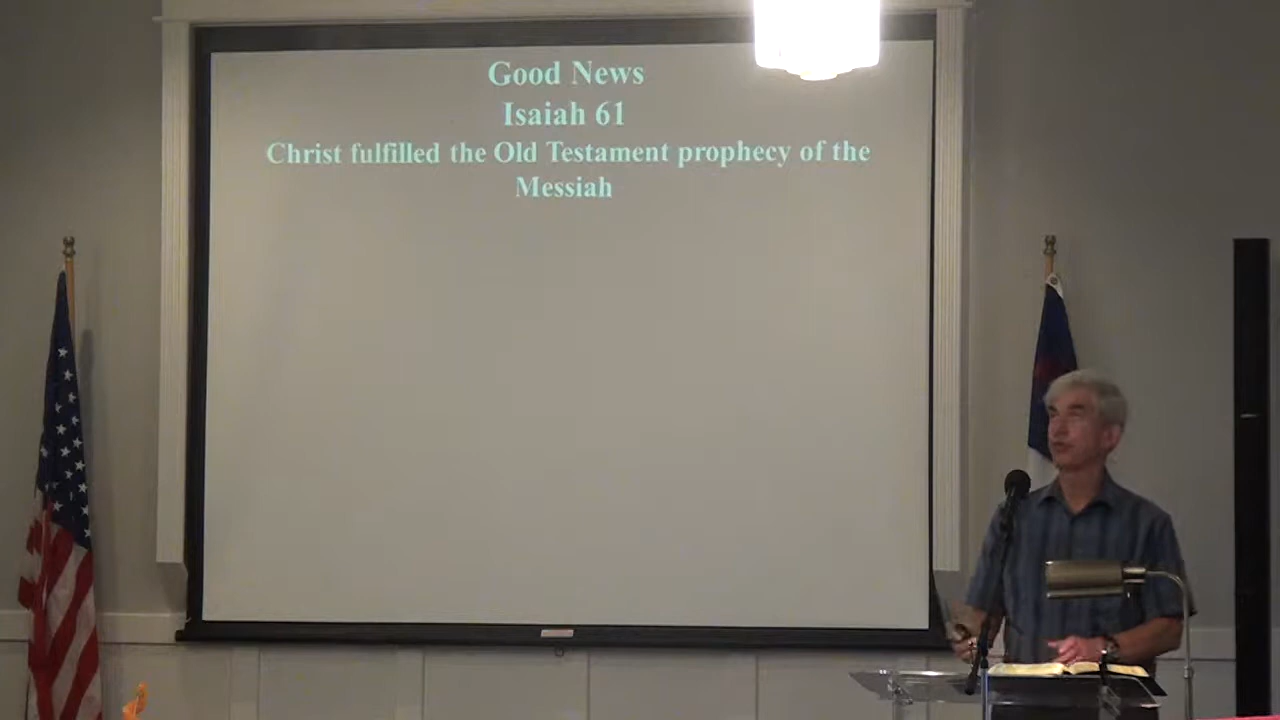 Good News
Isaiah 61
Christ fulfilled the Old Testament prophecy of the
Messiah